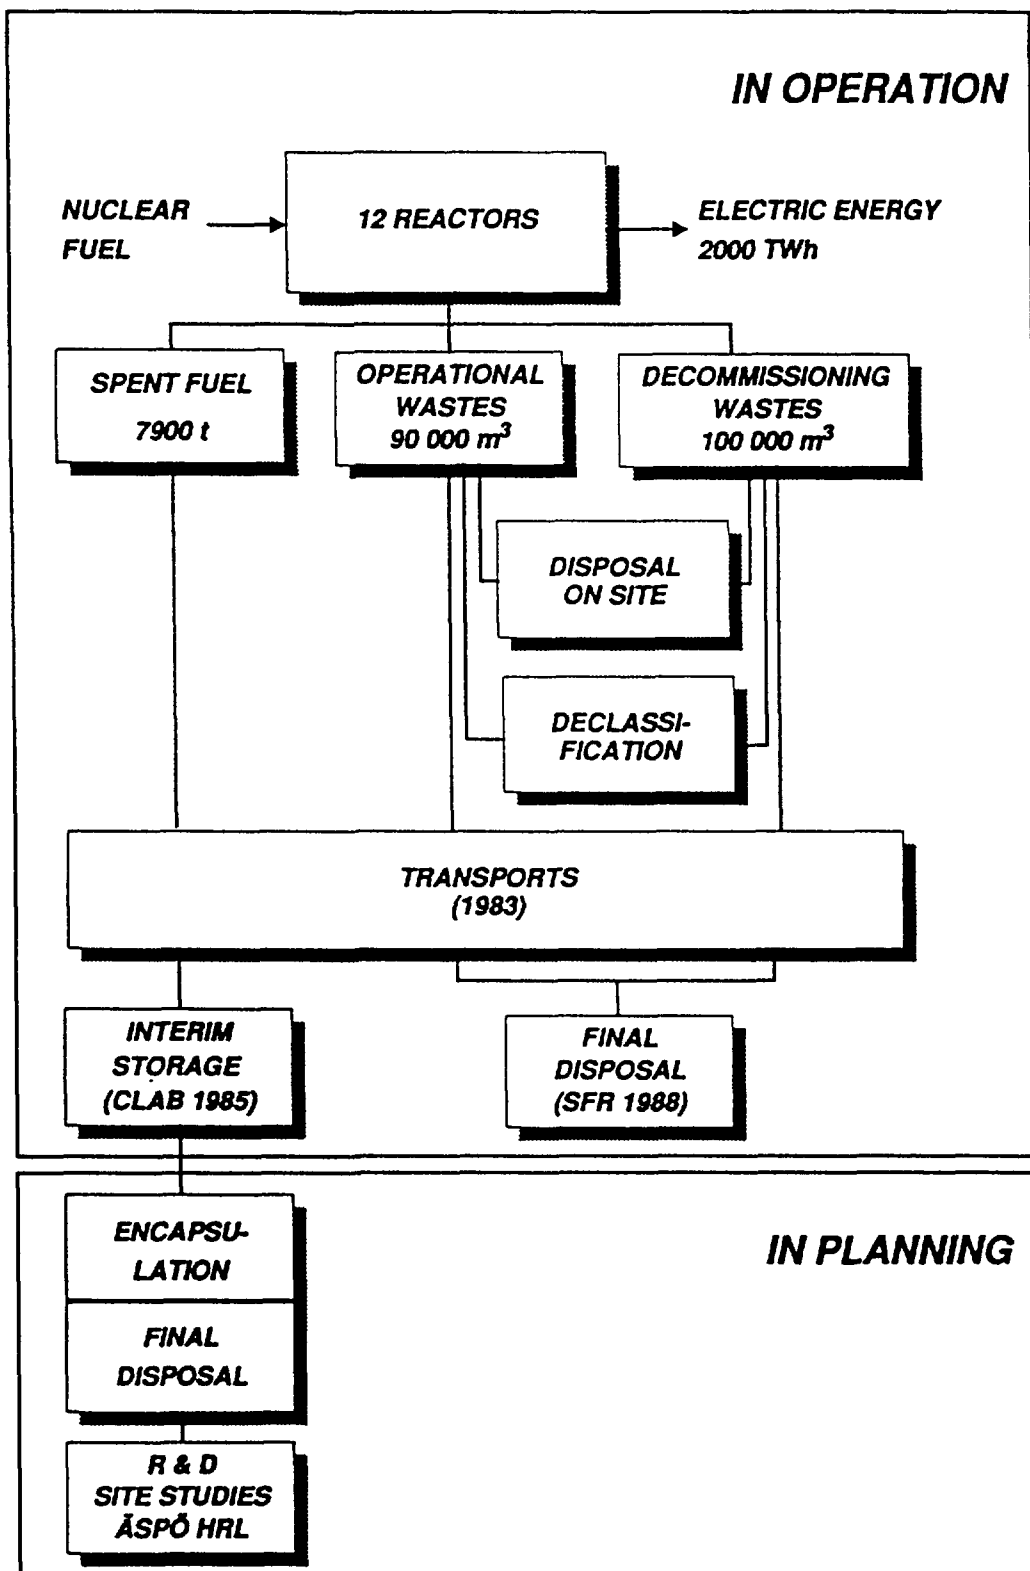 IN OPERATION
NUCLEAR
FUEL
12 REACTORS
ELECTRIC ENERGY
2000 TWh
SPENT FUEL
7900 t
OPERATIONAL
WASTES
90 000 m³
DECOMMISSIONING
WASTES
100 000 m³
DISPOSAL
ON SITE
DECLASSI-
FICATION
TRANSPORTS
(1983)
INTERIM
STORAGE
(CLAB 1985)
FINAL
DISPOSAL
(SFR 1988)
IN PLANNING
ENCAPSU-
LATION
FINAL
DISPOSAL
R & D
SITE STUDIES
ÄSPÖ HRL